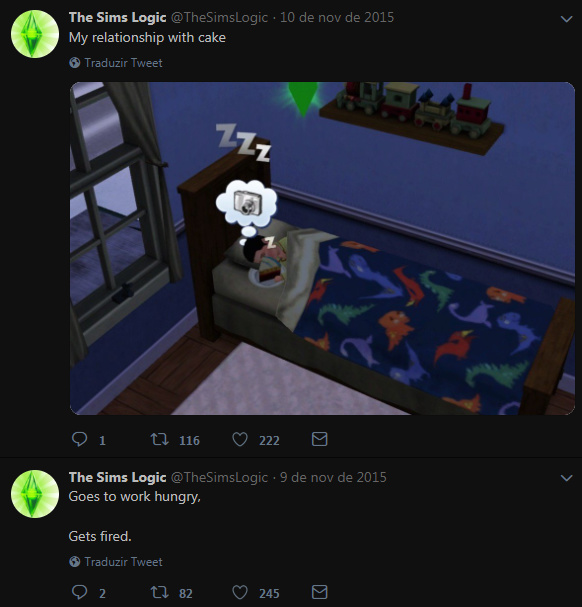 The Sims Logic @TheSimsLogic · 10 de nov de 2015
My relationship with cake
Traduzir Tweet
Z Z Z
z
1 116 222
The Sims Logic @TheSimsLogic · 9 de nov de 2015
Goes to work hungry,
Gets fired.
Traduzir Tweet
2 82 245